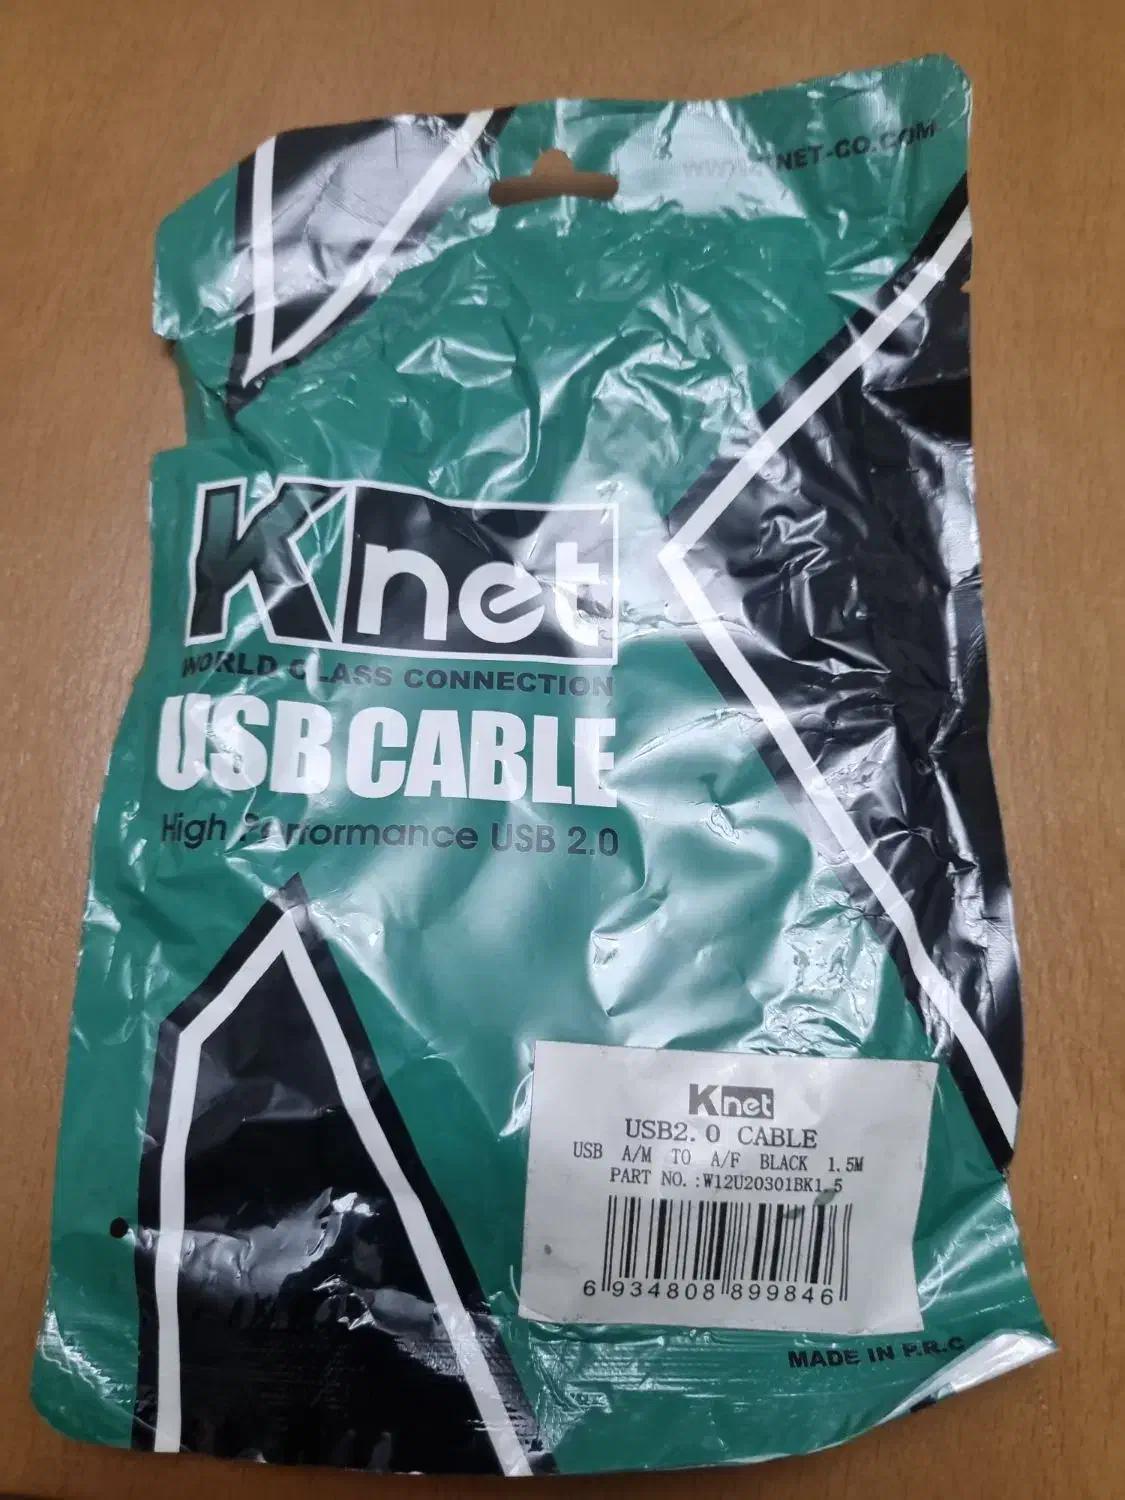 WWW.KNET-CO.COM
Knet
WORLD CLASS CONNECTION
USB CABLE
High Performance USB 2.0
Knet
USB2.0 CABLE
USB A/M TO A/F BLACK 1.5M
PART NO.:W12U20301BK1.5
6 934808 899846
MADE IN P.R.C